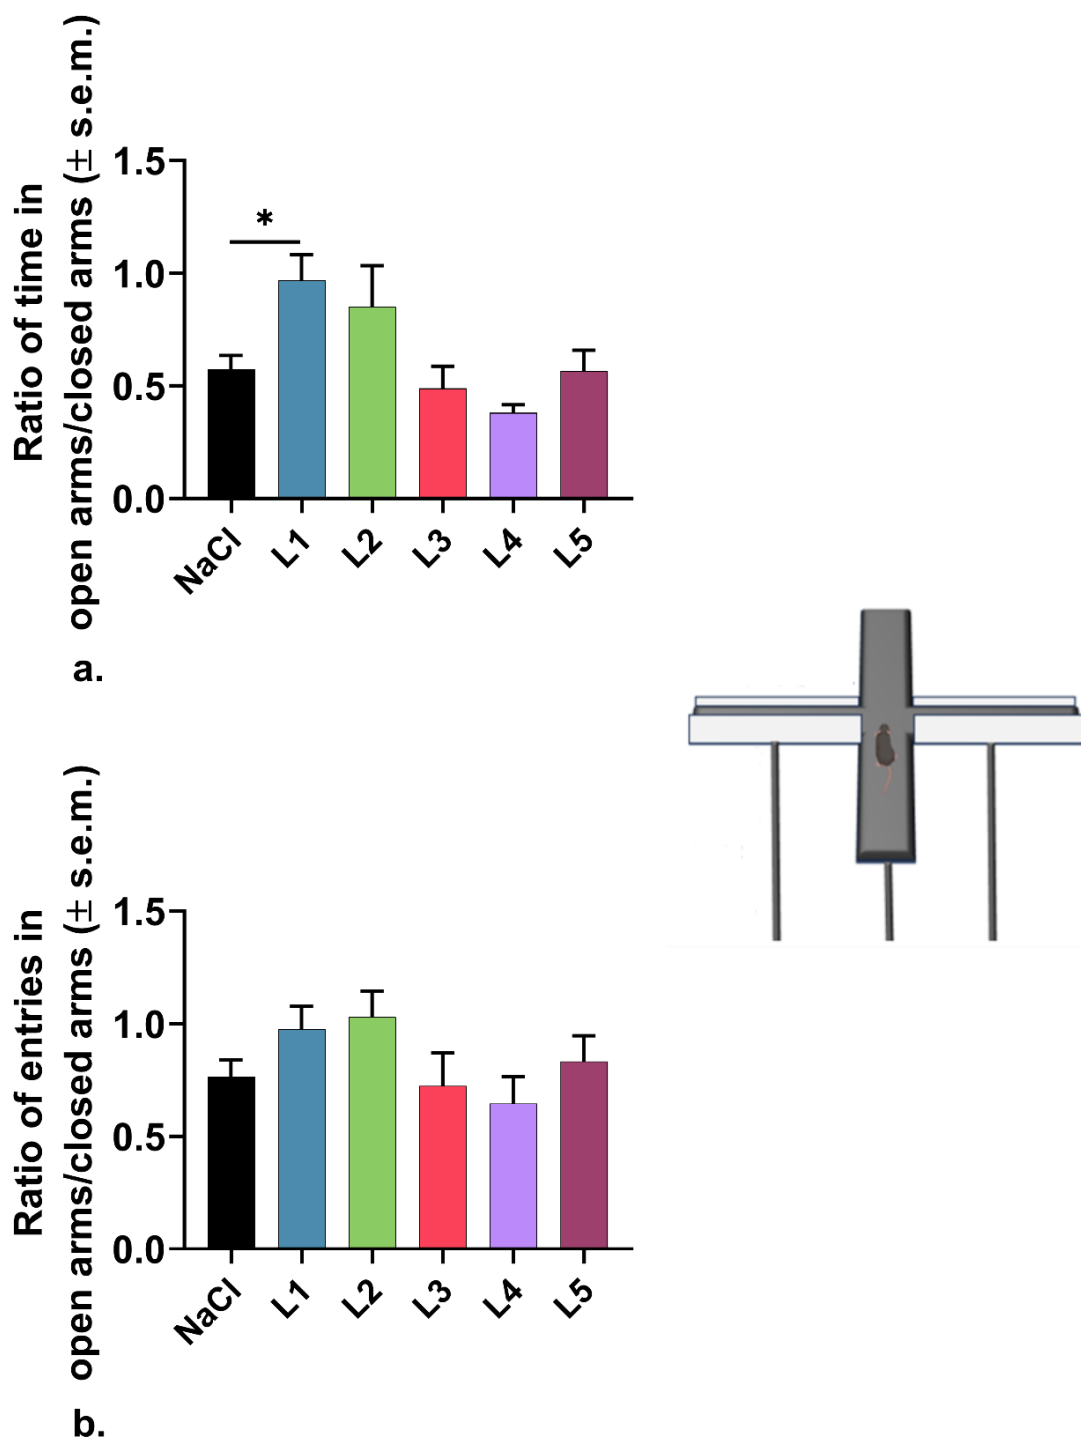 Ratio of time in
open arms/closed arms (± s.e.m.)
1.5
1.0
0.5
0.0
*
NaCl
L1
L2
L3
L4
L5
a.
Ratio of entries in
open arms/closed arms (± s.e.m.)
1.5
1.0
0.5
0.0
NaCl
L1
L2
L3
L4
L5
b.